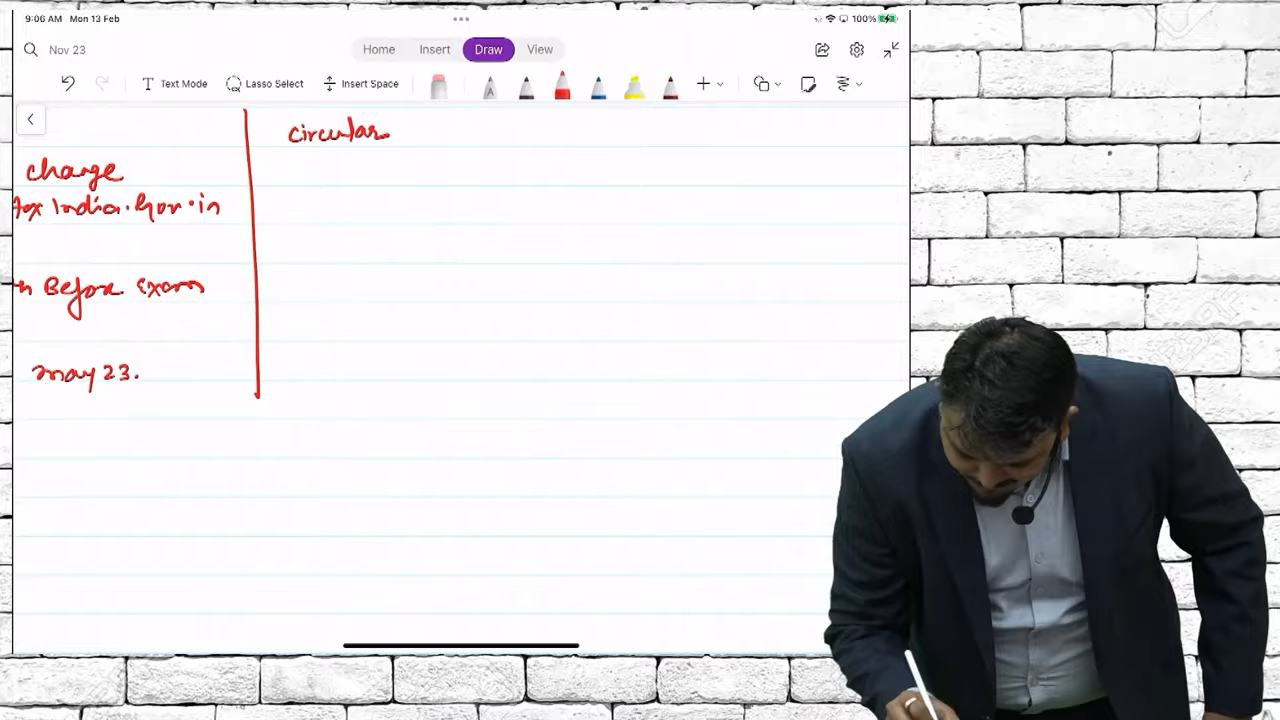 9:06 AM Mon 13 Feb
100%
Nov 23
Home Insert Draw View
Text Mode Lasso Select Insert Space
circular
charge
India.Gov.in
Before Exam
may 23.